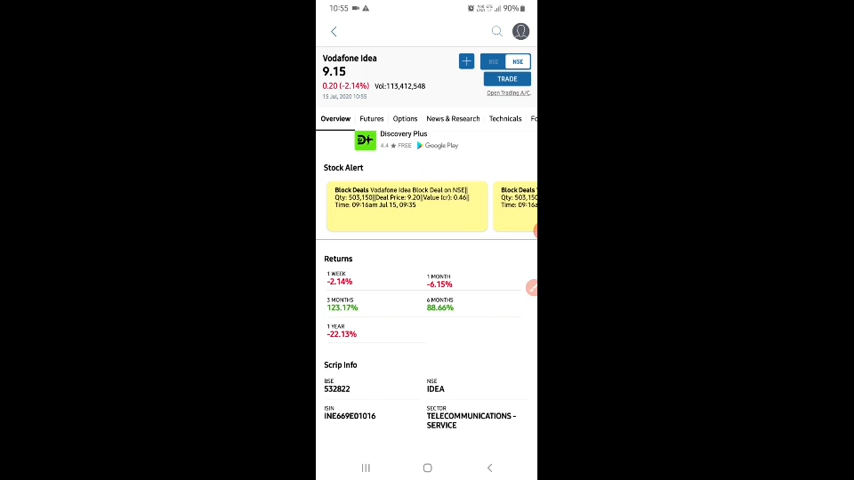 10:55 90%
Vodafone Idea
BSE NSE
9.15
TRADE
0.20 (-2.14%) Vol:113,412,548
15 Jul, 2020 10:55 Open Trading A/C.
Overview Futures Options News & Research Technicals Fo
Discovery Plus
4.4 ★ FREE Google Play
Stock Alert
Block Deals Vodafone Idea Block Deal on NSE||
Qty: 503,150||Deal Price: 9.20||Value (cr): 0.46||
Time: 09:16am Jul 15, 09:35
Block Deals
Qty: 503,150
Time: 09:16a
Returns
1 WEEK 1 MONTH
-2.14% -6.15%
3 MONTHS 6 MONTHS
123.17% 88.66%
1 YEAR
-22.13%
Scrip Info
BSE NSE
532822 IDEA
ISIN SECTOR
INE669E01016 TELECOMMUNICATIONS -
SERVICE